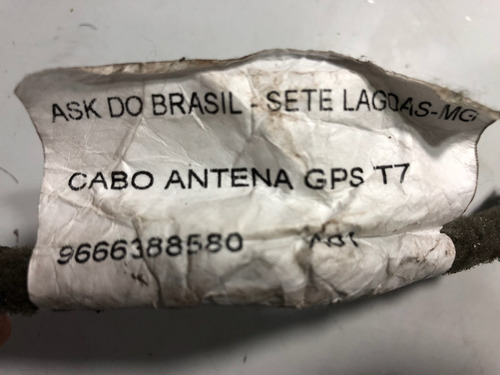 ASK DO BRASIL - SETE LAGOAS-MG
CABO ANTENA GPS T7
9666388580